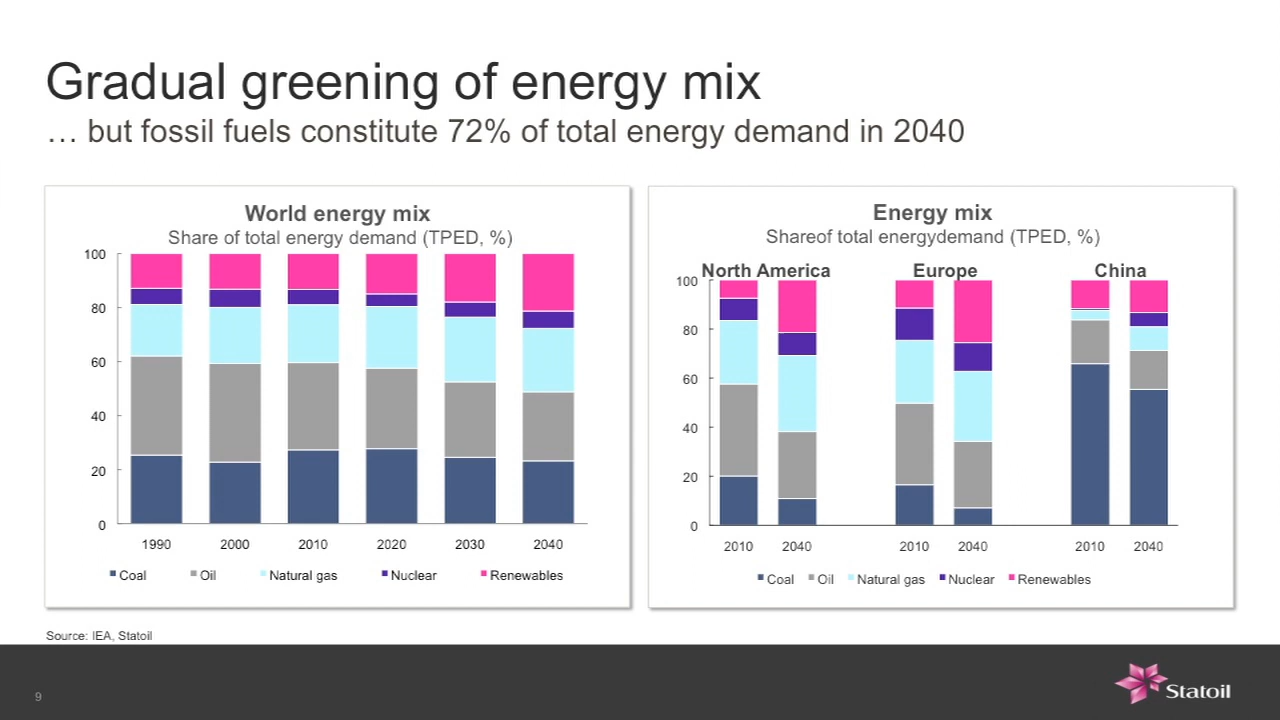 Gradual greening of energy mix
… but fossil fuels constitute 72% of total energy demand in 2040
World energy mix
Share of total energy demand (TPED, %)
100
80
60
40
20
0
1990 2000 2010 2020 2030 2040
Coal Oil Natural gas Nuclear Renewables
Energy mix
Shareof total energydemand (TPED, %)
North America Europe China
100
80
60
40
20
0
2010 2040 2010 2040 2010 2040
Coal Oil Natural gas Nuclear Renewables
Source: IEA, Statoil
9
Statoil